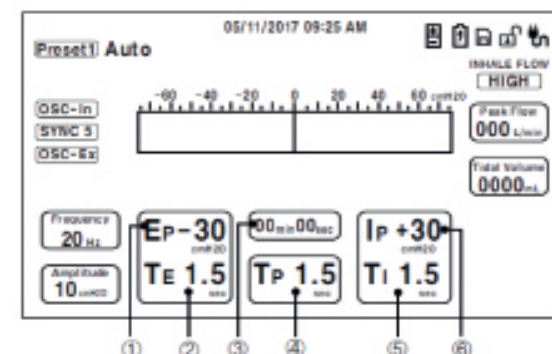 05/11/2017 09:25 AM
Preset1 Auto
INHALE FLOW
HIGH
-60 -40 -20 0 20 40 60 cmH2O
OSC-In
SYNC 5
OSC-Ex
Peak Flow
000 L/min
Tidal Volume
0000mL
Frequency
20 Hz
Amplitude
10 cmH2O
EP-30
cmH2O
TE 1.5
sec
00min00sec
TP 1.5
sec
IP +30
cmH2O
TI 1.5
sec
① ② ③ ④ ⑤ ⑥